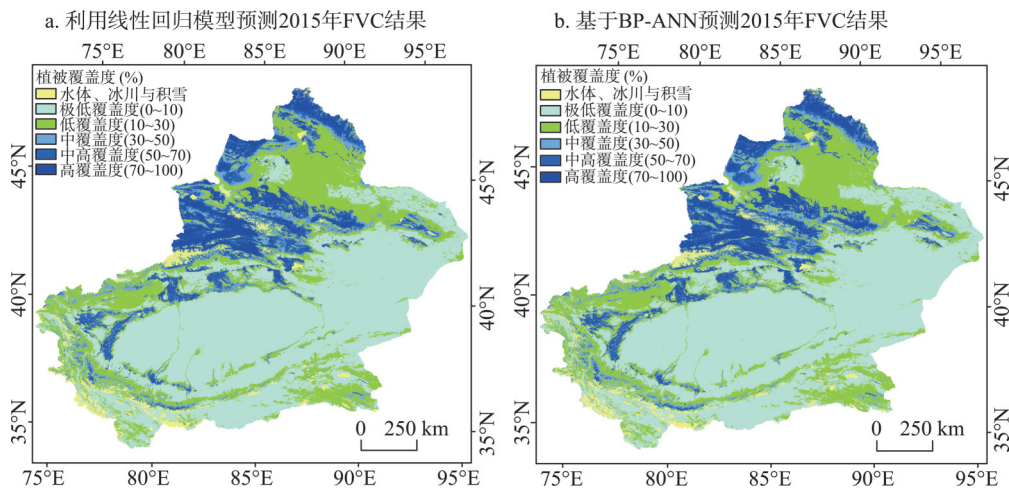 a. 利用线性回归模型预测2015年FVC结果
75°E 80°E 85°E 90°E 95°E
植被覆盖度 (%)
水体、冰川与积雪
极低覆盖度(0~10)
低覆盖度(10~30)
中覆盖度(30~50)
中高覆盖度(50~70)
高覆盖度(70~100)
45°N 45°N
40°N 40°N
35°N 35°N
0 250 km
75°E 80°E 85°E 90°E 95°E
b. 基于BP-ANN预测2015年FVC结果
75°E 80°E 85°E 90°E 95°E
植被覆盖度 (%)
水体、冰川与积雪
极低覆盖度(0~10)
低覆盖度(10~30)
中覆盖度(30~50)
中高覆盖度(50~70)
高覆盖度(70~100)
45°N 45°N
40°N 40°N
35°N 35°N
0 250 km
75°E 80°E 85°E 90°E 95°E